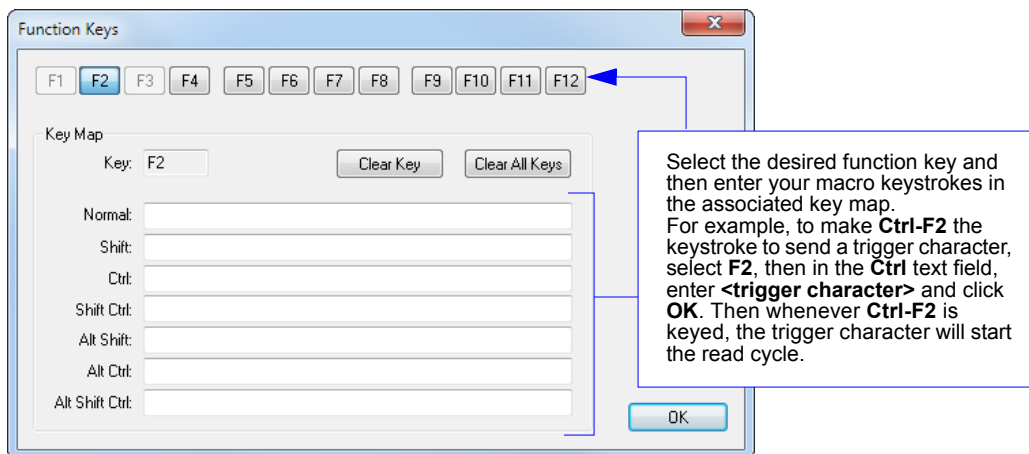 Function Keys
F1 F2 F3 F4 F5 F6 F7 F8 F9 F10 F11 F12
Key Map
Key: F2 Clear Key Clear All Keys
Normal:
Shift:
Ctrl:
Shift Ctrl:
Alt Shift:
Alt Ctrl:
Alt Shift Ctrl:
OK
Select the desired function key and
then enter your macro keystrokes in
the associated key map.
For example, to make Ctrl-F2 the
keystroke to send a trigger character,
select F2, then in the Ctrl text field,
enter <trigger character> and click
OK. Then whenever Ctrl-F2 is
keyed, the trigger character will start
the read cycle.